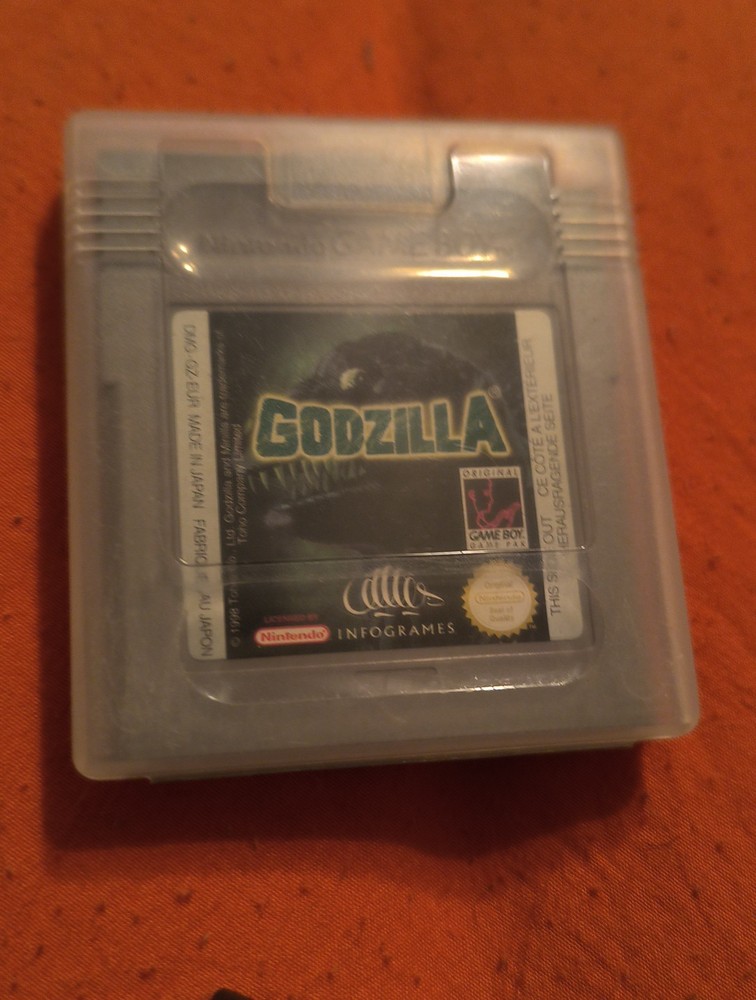 Nintendo GAME BOY
DMG-GZ-EUR MADE IN JAPAN FABRIQUÉ AU JAPON
© 1998 Toho Co., Ltd. Godzilla and Minilla are trademarks of
Toho Company Limited
GODZILLA
ORIGINAL
GAME BOY
GAME PAK
INFOGRAMES
LICENSED BY
Nintendo
Original
Nintendo
Seal of
Quality
THIS SIDE OUT CE COTÉ A L'EXTÉRIEUR
HERAUSRAGENDE SEITE